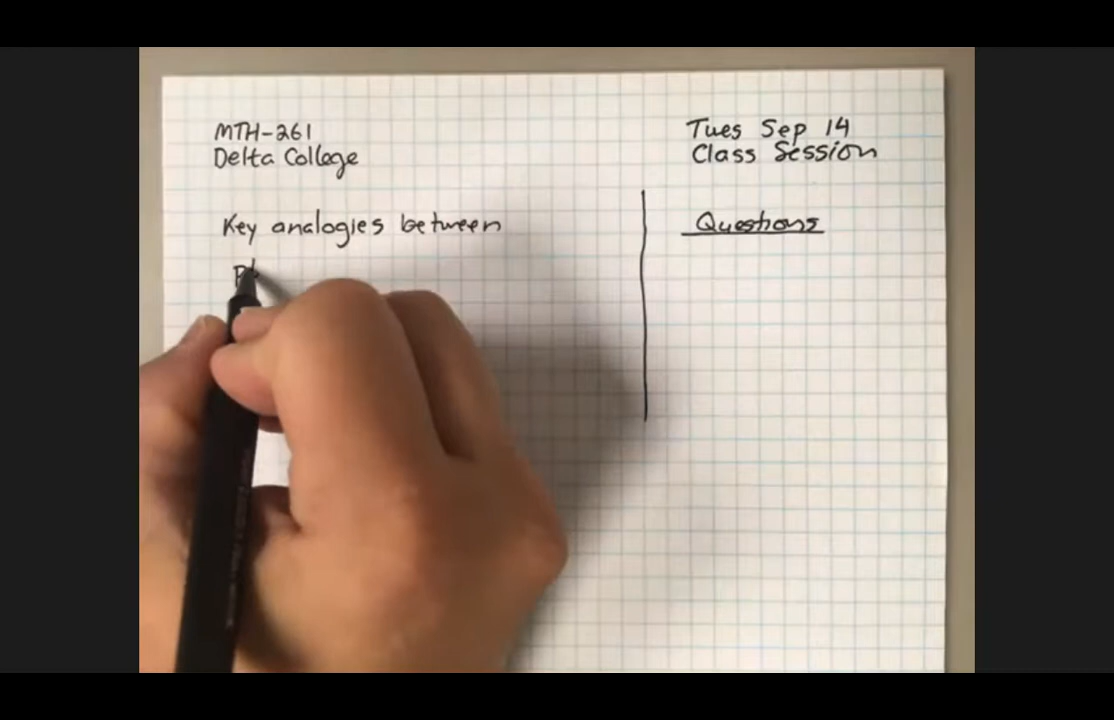 MTH-261
Delta College
Tues Sep 14
Class Session
Key analogies between
Questions